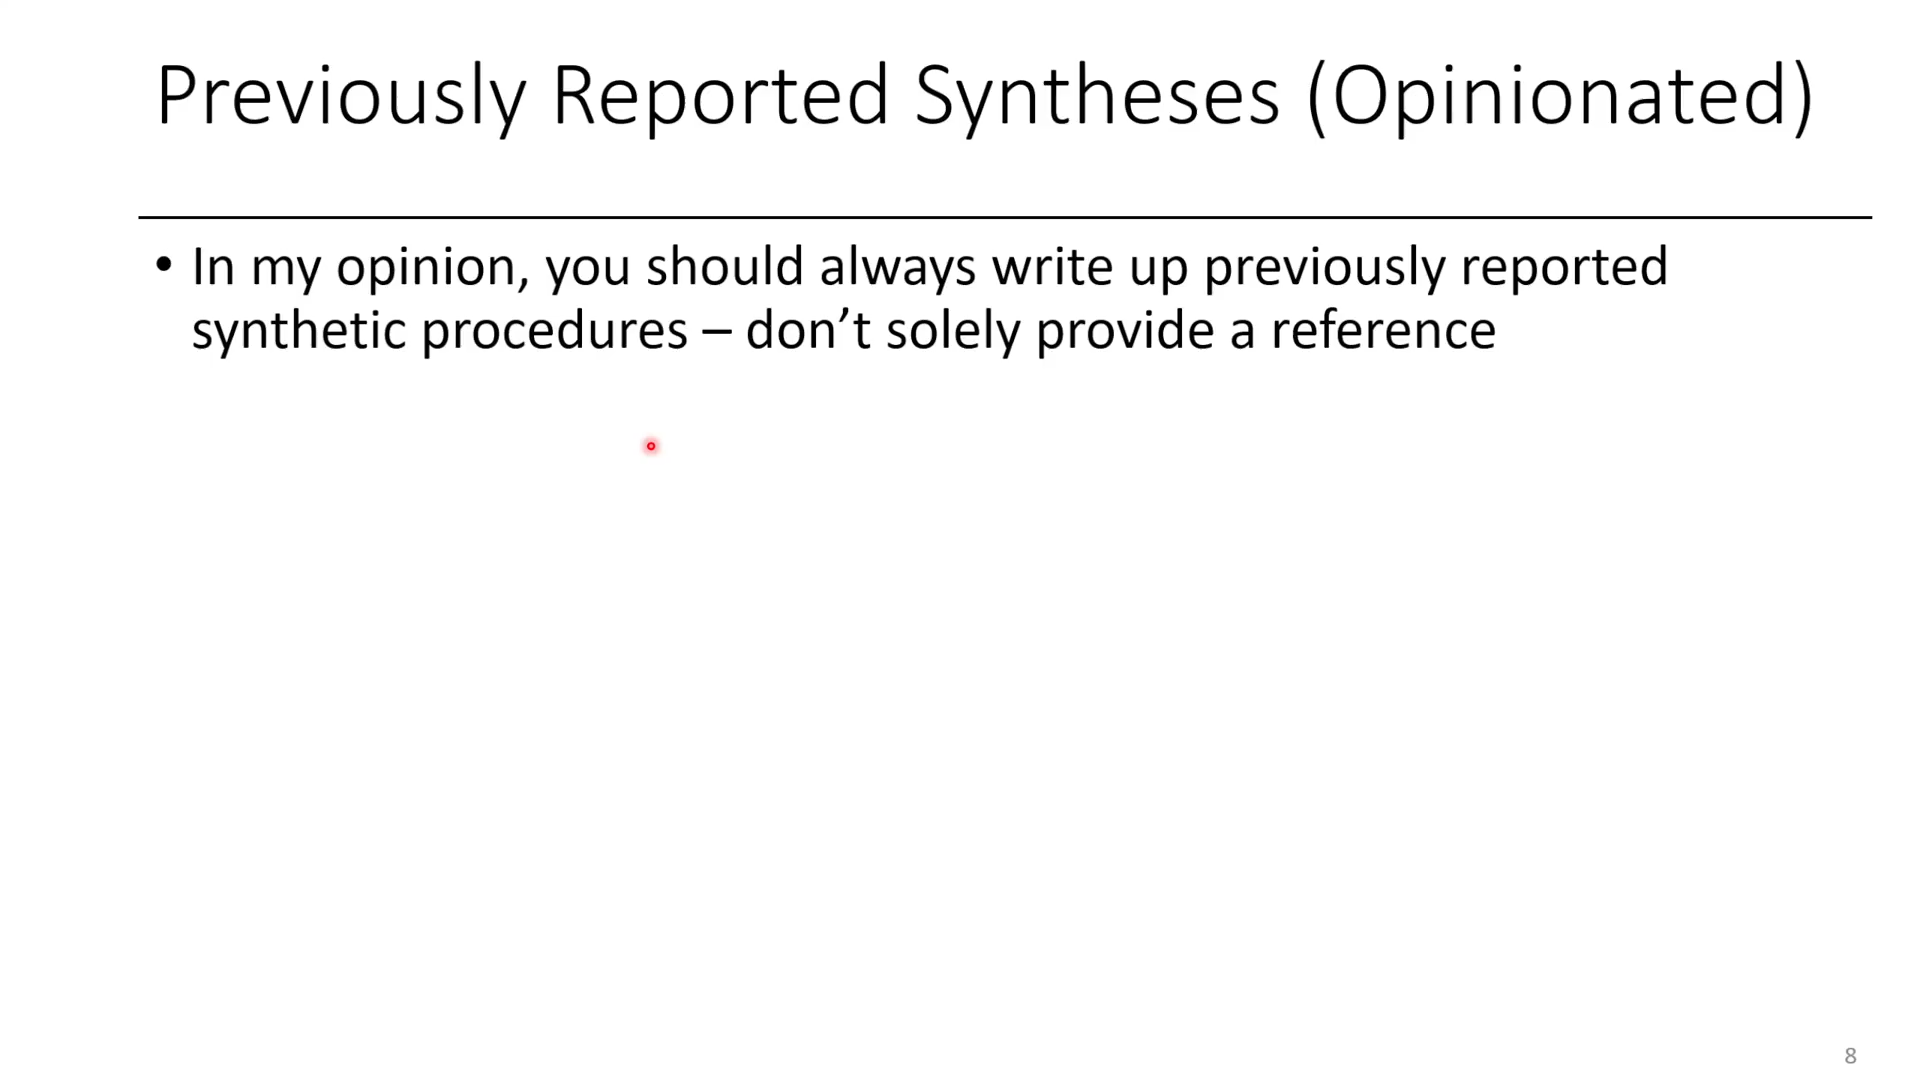 Previously Reported Syntheses (Opinionated)
• In my opinion, you should always write up previously reported
synthetic procedures – don’t solely provide a reference
8